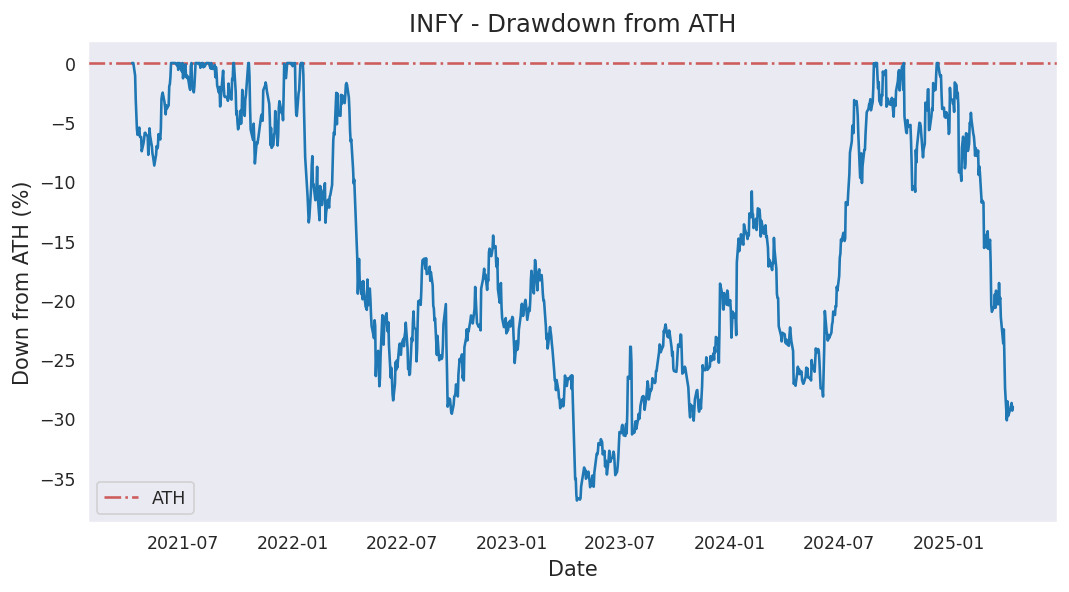 INFY - Drawdown from ATH
Down from ATH (%)
0
−5
−10
−15
−20
−25
−30
−35
ATH
2021-07 2022-01 2022-07 2023-01 2023-07 2024-01 2024-07 2025-01
Date